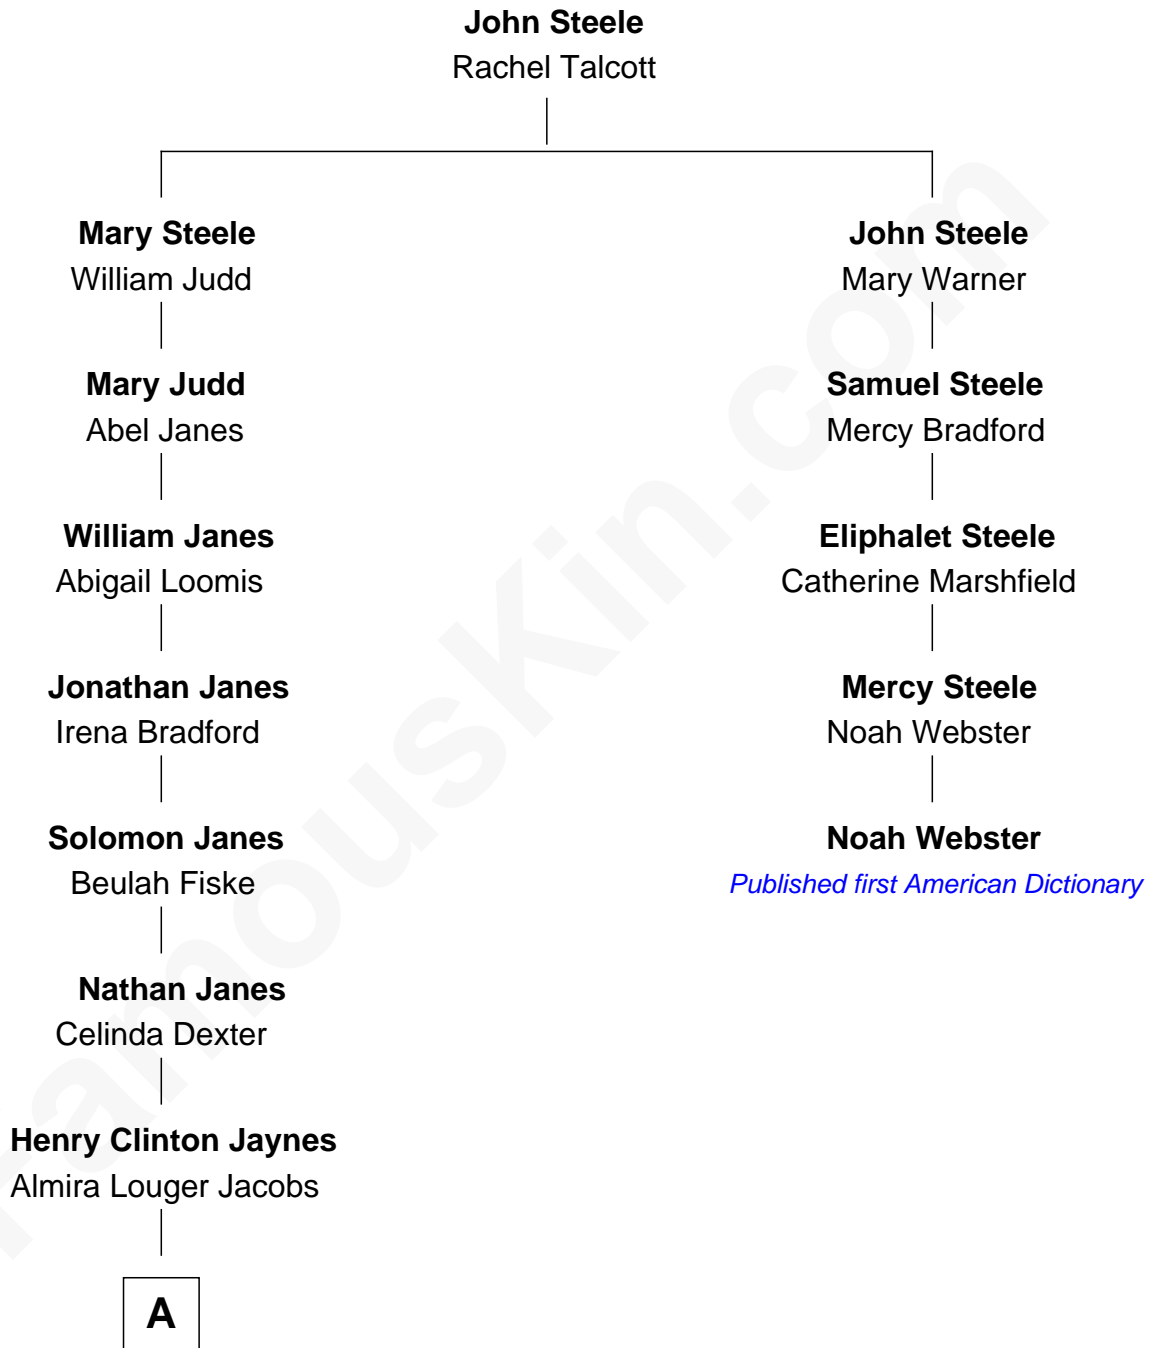 John Steele
Rachel Talcott
Mary Steele
William Judd
John Steele
Mary Warner
Mary Judd
Abel Janes
Samuel Steele
Mercy Bradford
William Janes
Abigail Loomis
Eliphalet Steele
Catherine Marshfield
Jonathan Janes
Irena Bradford
Mercy Steele
Noah Webster
Solomon Janes
Beulah Fiske
Noah Webster
Published first American Dictionary
Nathan Janes
Celinda Dexter
Henry Clinton Jaynes
Almira Louger Jacobs
A
FamousKin.com